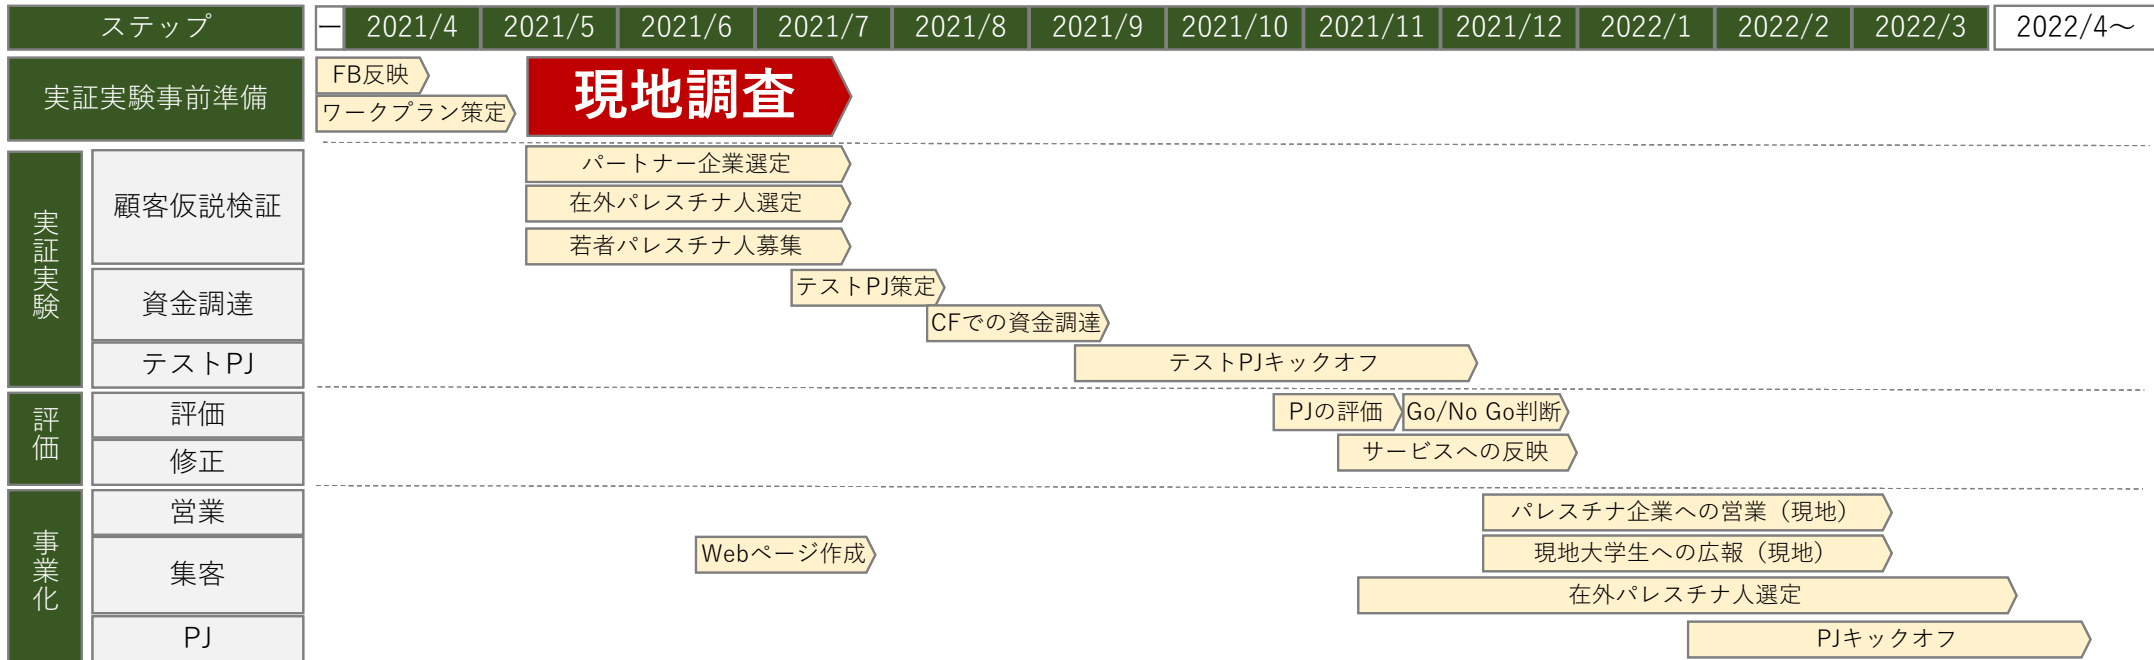 ステップ
―
2021/4
2021/5
2021/6
2021/7
2021/8
2021/9
2021/10
2021/11
2021/12
2022/1
2022/2
2022/3
2022/4～
実証実験事前準備
FB反映
ワークプラン策定
現地調査
実証実験
顧客仮説検証
パートナー企業選定
在外パレスチナ人選定
若者パレスチナ人募集
資金調達
テストPJ策定
CFでの資金調達
テストPJ
テストPJキックオフ
評価
評価
PJの評価
Go/No Go判断
修正
サービスへの反映
事業化
営業
パレスチナ企業への営業（現地）
集客
Webページ作成
現地大学生への広報（現地）
在外パレスチナ人選定
PJ
PJキックオフ